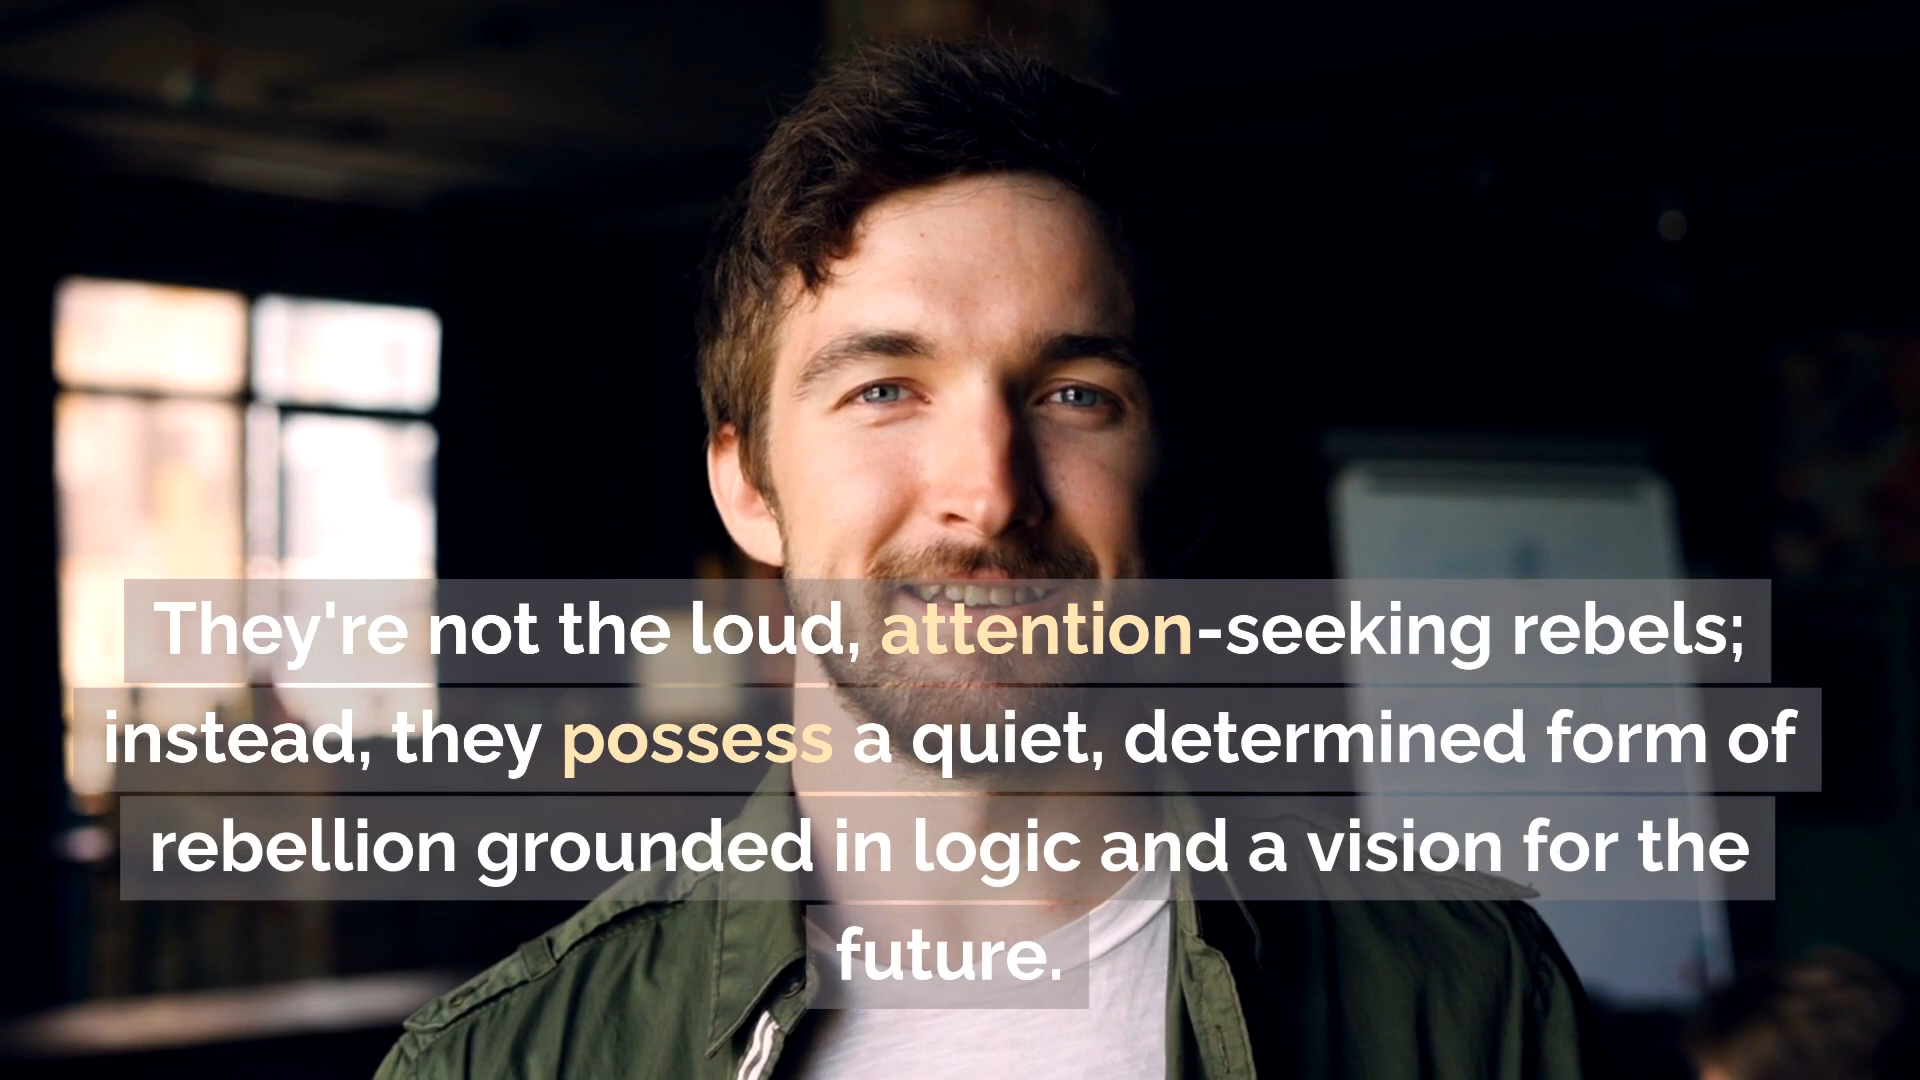 They're not the loud, attention-seeking rebels;
instead, they possess a quiet, determined form of
rebellion grounded in logic and a vision for the
future.